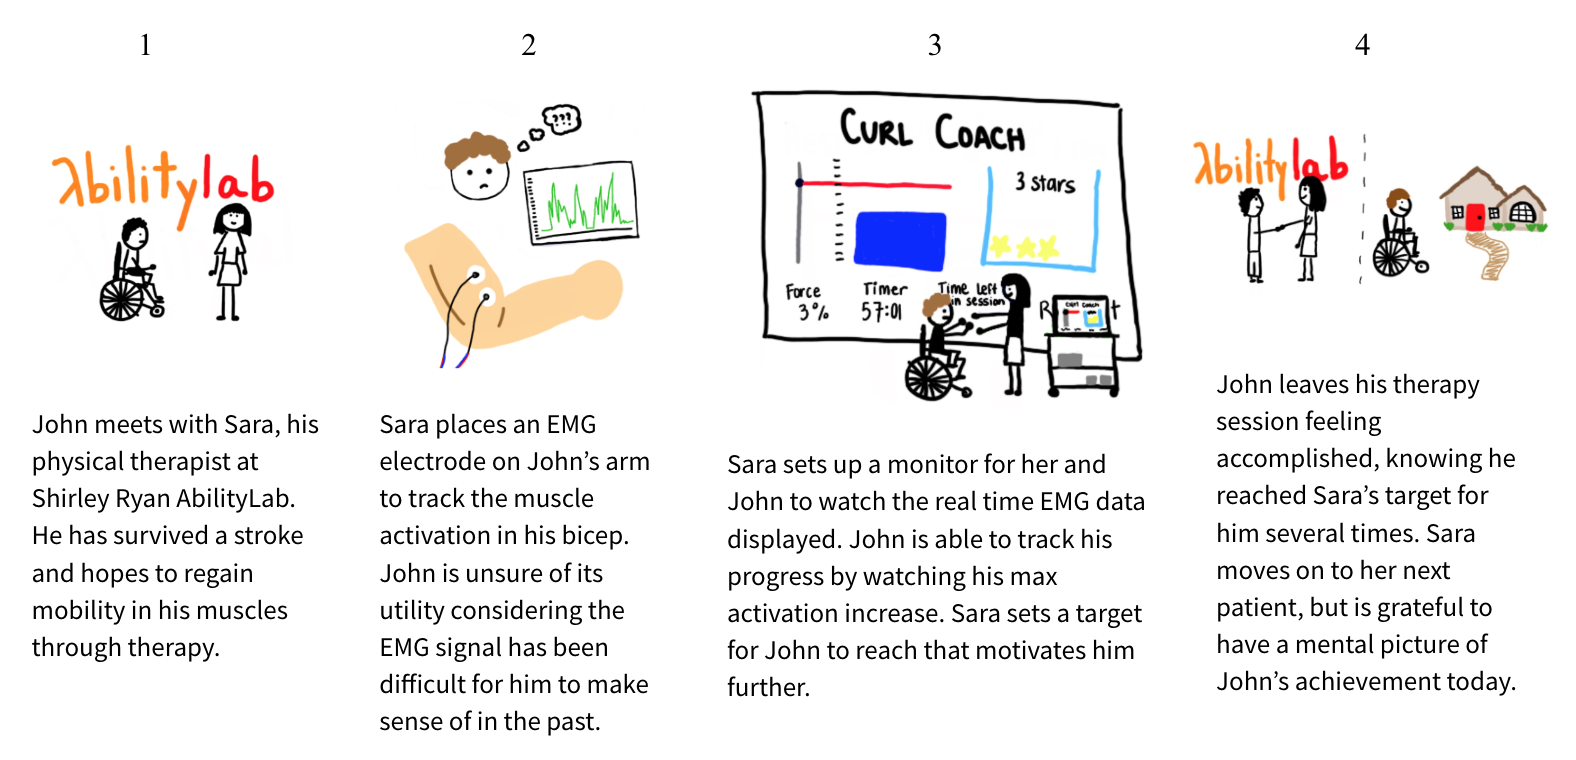 1
λbilitylab
John meets with Sara, his
physical therapist at
Shirley Ryan AbilityLab.
He has survived a stroke
and hopes to regain
mobility in his muscles
through therapy.
2
???
Sara places an EMG
electrode on John’s arm
to track the muscle
activation in his bicep.
John is unsure of its
utility considering the
EMG signal has been
difficult for him to make
sense of in the past.
3
CURL COACH
3 stars
Force
3%
Timer
57:01
Time left
in session
R t
CURL COACH
Sara sets up a monitor for her and
John to watch the real time EMG data
displayed. John is able to track his
progress by watching his max
activation increase. Sara sets a target
for John to reach that motivates him
further.
4
λbilitylab
John leaves his therapy
session feeling
accomplished, knowing he
reached Sara’s target for
him several times. Sara
moves on to her next
patient, but is grateful to
have a mental picture of
John’s achievement today.